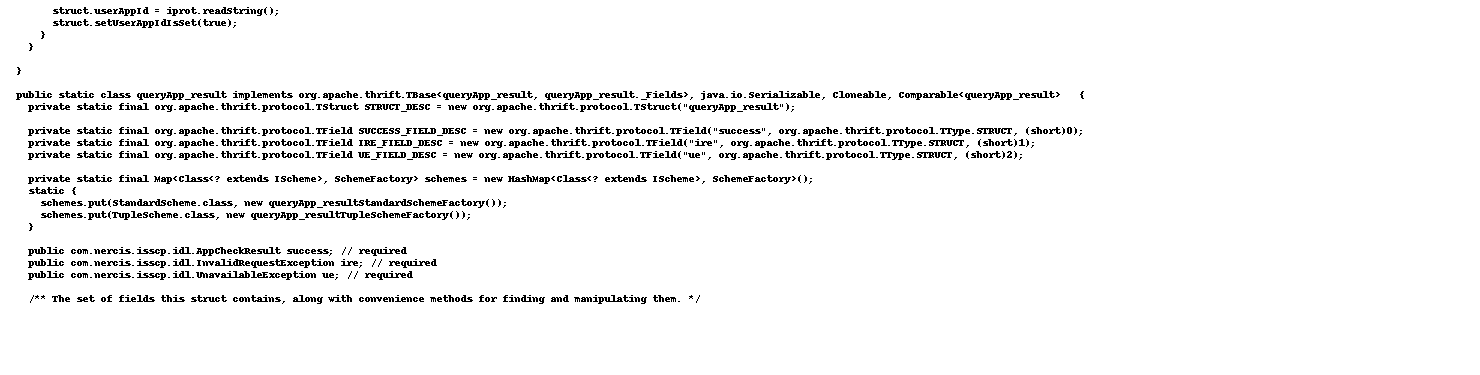 struct.userAppId = iprot.readString();
struct.setUserAppIdIsSet(true);
}
}
}
public static class queryApp_result implements org.apache.thrift.TBase<queryApp_result, queryApp_result._Fields>, java.io.Serializable, Cloneable, Comparable<queryApp_result>   {
private static final org.apache.thrift.protocol.TStruct STRUCT_DESC = new org.apache.thrift.protocol.TStruct("queryApp_result");
private static final org.apache.thrift.protocol.TField SUCCESS_FIELD_DESC = new org.apache.thrift.protocol.TField("success", org.apache.thrift.protocol.TType.STRUCT, (short)0);
private static final org.apache.thrift.protocol.TField IRE_FIELD_DESC = new org.apache.thrift.protocol.TField("ire", org.apache.thrift.protocol.TType.STRUCT, (short)1);
private static final org.apache.thrift.protocol.TField UE_FIELD_DESC = new org.apache.thrift.protocol.TField("ue", org.apache.thrift.protocol.TType.STRUCT, (short)2);
private static final Map<Class<? extends IScheme>, SchemeFactory> schemes = new HashMap<Class<? extends IScheme>, SchemeFactory>();
static {
schemes.put(StandardScheme.class, new queryApp_resultStandardSchemeFactory());
schemes.put(TupleScheme.class, new queryApp_resultTupleSchemeFactory());
}
public com.nercis.isscp.idl.AppCheckResult success; // required
public com.nercis.isscp.idl.InvalidRequestException ire; // required
public com.nercis.isscp.idl.UnavailableException ue; // required
/** The set of fields this struct contains, along with convenience methods for finding and manipulating them. */